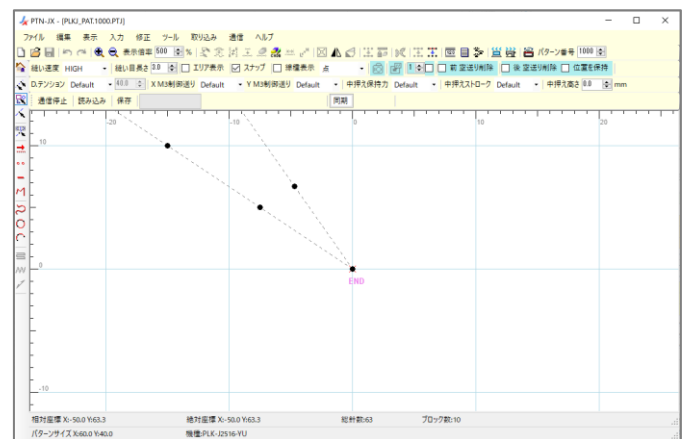 PTN-JX - [PLKJ_PAT.1000.PTJ]
ファイル 編集 表示 入力 修正 ツール 取り込み 通信 ヘルプ
表示倍率 500 % パターン番号 1000
縫い速度 HIGH 縫い目長さ 3.0 エリア表示 スナップ 線種表示 点 1 前 空送り削除 後 空送り削除 位置を保持
D.テンション Default 40.0 X M3制御送り Default Y M3制御送り Default 中押え保持力 Default 中押えストローク Default 中押え高さ 0.0 mm
通信停止 読み込み 保存 同期
-20 -10 0 10 20
10
0
END
-10
相対座標 X:-50.0 Y:63.3 絶対座標 X:-50.0 Y:63.3 総針数:63 ブロック数:10
パターンサイズ X:60.0 Y:40.0 機種:PLK-J2516-YU